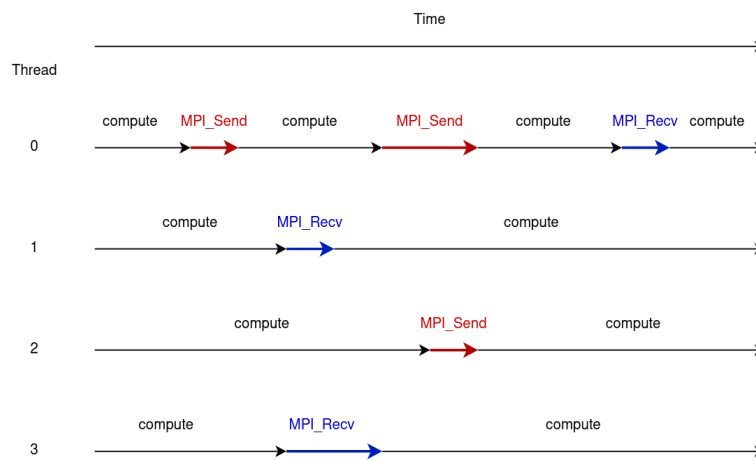 Time
Thread
compute MPI_Send compute MPI_Send compute MPI_Recv compute
0
compute MPI_Recv compute
1
compute MPI_Send compute
2
compute MPI_Recv compute
3